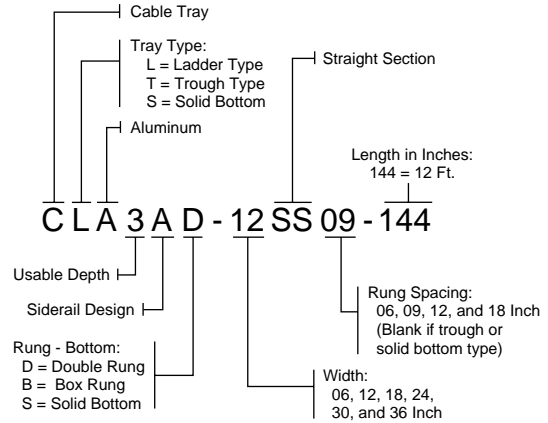 Cable Tray
Tray Type:
L = Ladder Type
T = Trough Type
S = Solid Bottom
Straight Section
Aluminum
Length in Inches:
144 = 12 Ft.
C L A 3 A D - 12 SS 09 - 144
Usable Depth
Siderail Design
Rung - Bottom:
D = Double Rung
B = Box Rung
S = Solid Bottom
Rung Spacing:
06, 09, 12, and 18 Inch
(Blank if trough or
solid bottom type)
Width:
06, 12, 18, 24,
30, and 36 Inch